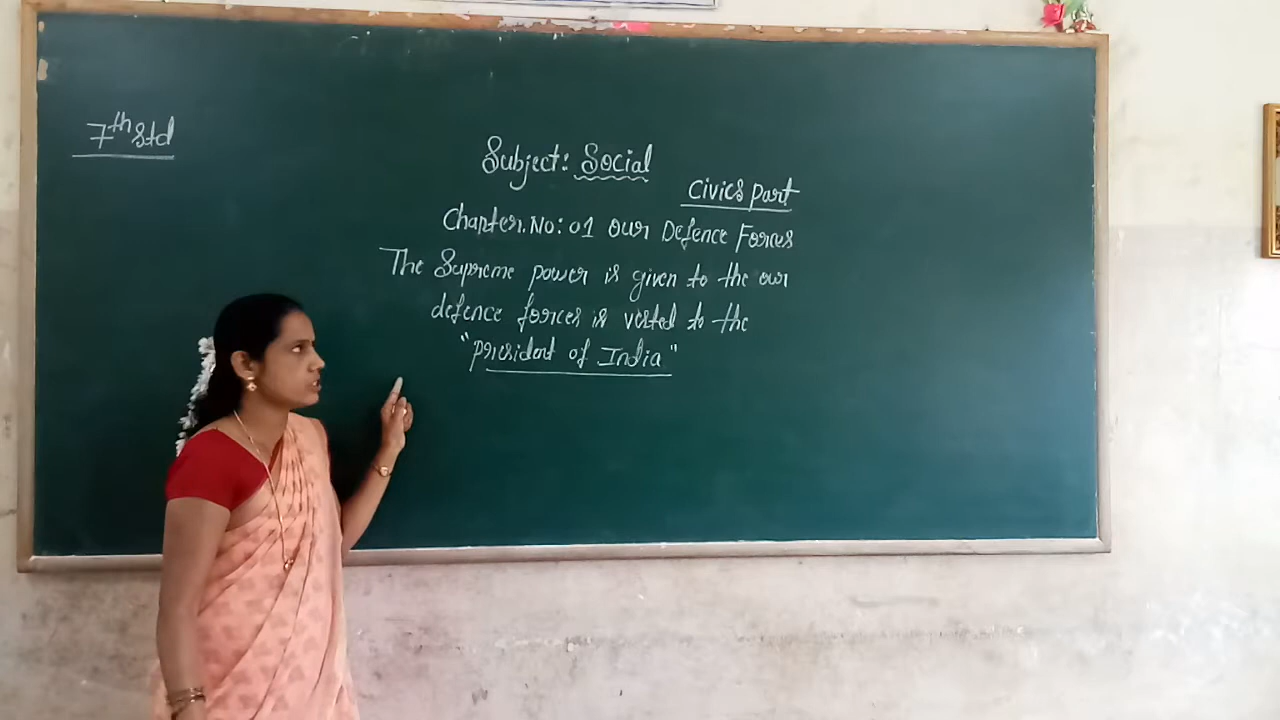 7th Std
Subject: Social
Civics part
Chapter.No: 01 Our Defence Forces
The Supreme power is given to the our
defence forces is vested to the
"president of India"